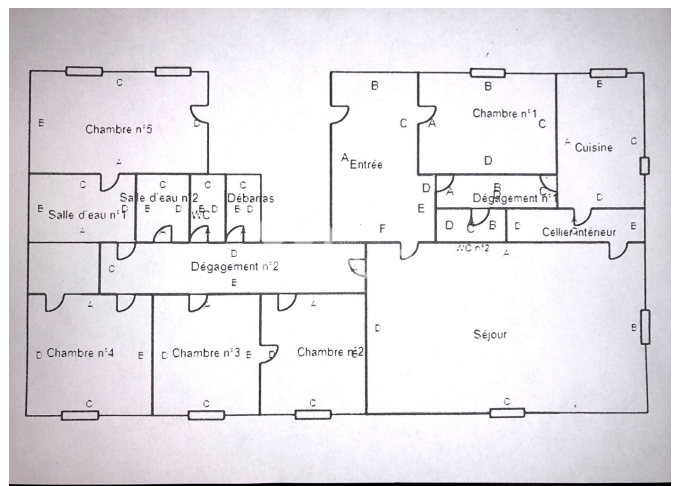 C
B
Chambre n°5
D
A
B
C
A
Entrée
D
E
F
B
A
Chambre n°1
C
D
B
A
Cuisine
C
D
C
B
Salle d'eau n°1
D
A
C
Salle d'eau n°2
B
D
A
C
B
D
WC
A
Débarras
B
D
A
A
B
D
C
Dégagement n°1
D
A
B
C
WC n°2
D
A
Cellier intérieur
C
B
D
C
Dégagement n°2
B
A
A
D
Chambre n°4
B
C
A
D
Chambre n°3
B
C
A
D
Chambre n°2
B
C
A
D
Séjour
B
C